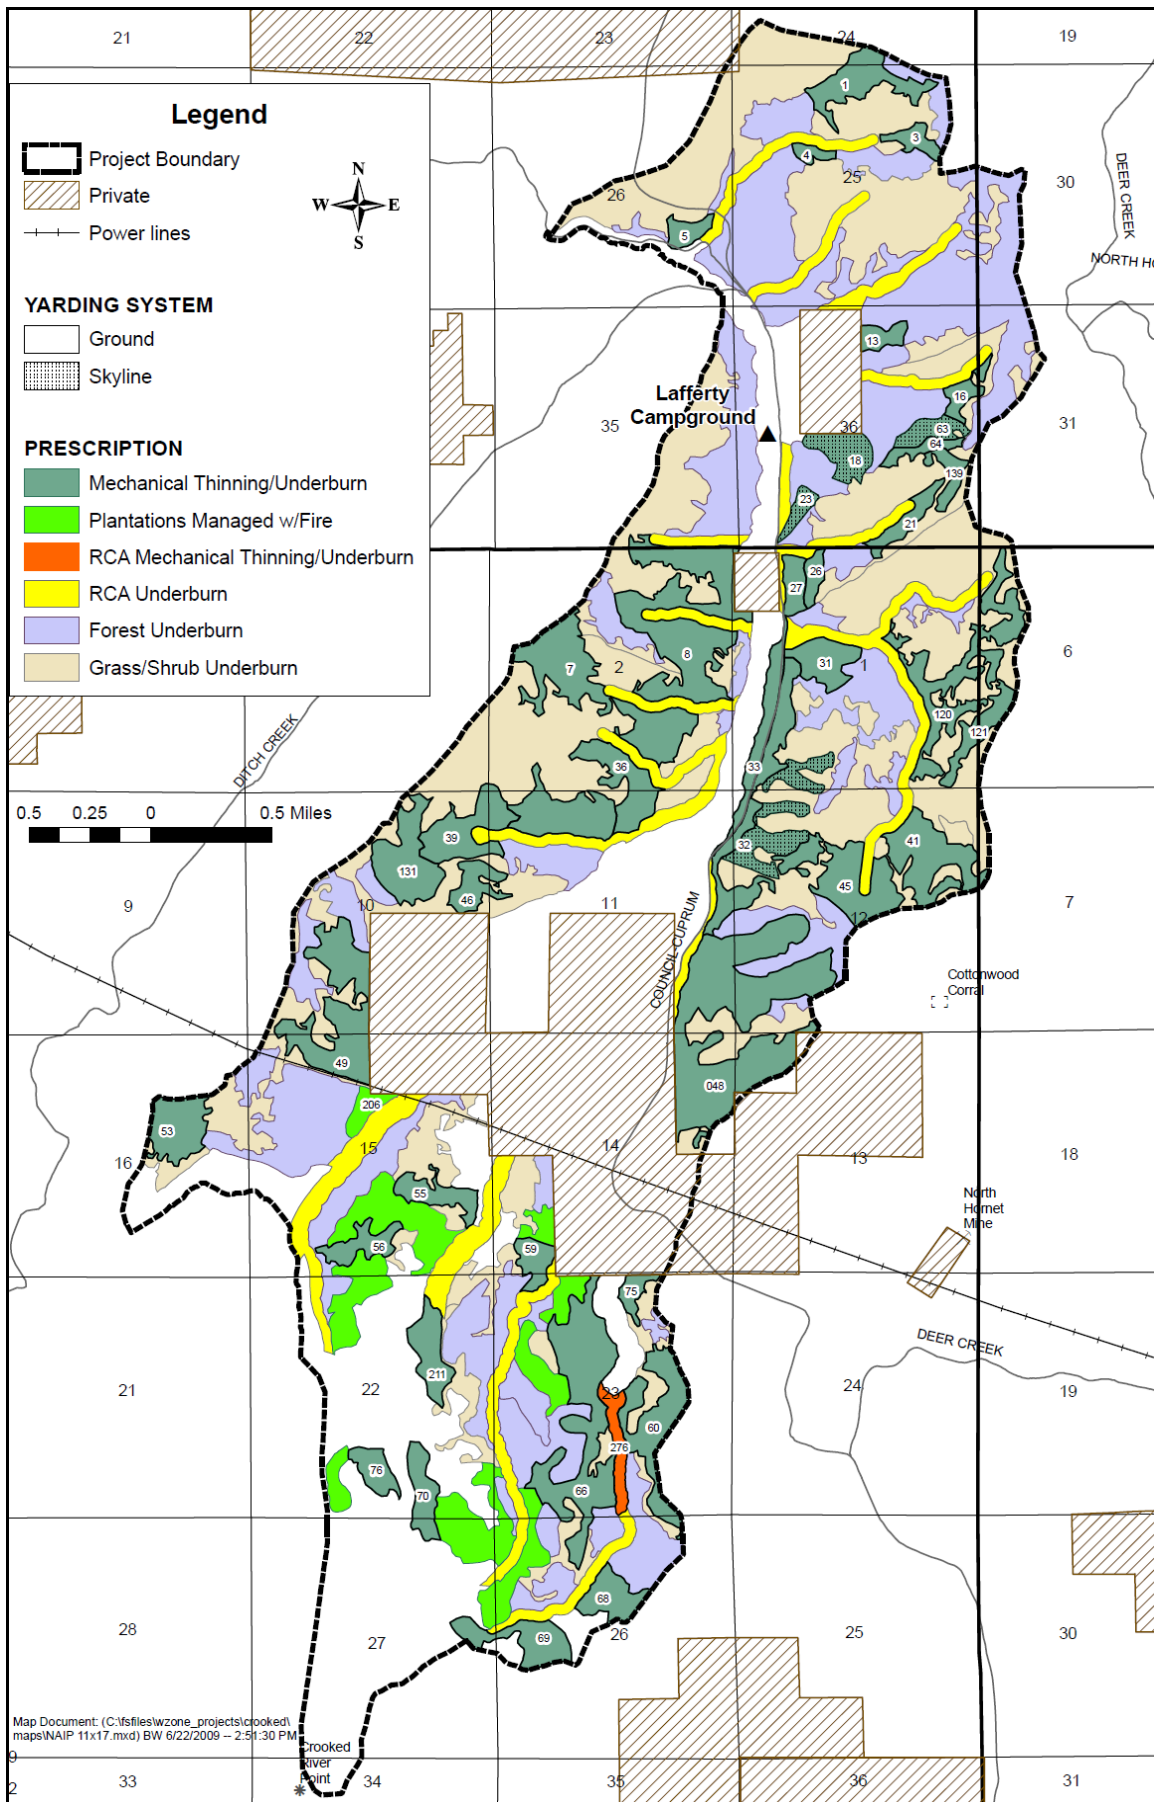 21
22
23
24
19
Legend
Project Boundary
Private
Power lines
N
W E
S
YARDING SYSTEM
Ground
Skyline
PRESCRIPTION
Mechanical Thinning/Underburn
Plantations Managed w/Fire
RCA Mechanical Thinning/Underburn
RCA Underburn
Forest Underburn
Grass/Shrub Underburn
1
3
4
25
26
30
5
DEER CREEK
NORTH HO
13
Lafferty
Campground
35
36
31
16
63
64
18
139
23
21
26
27
6
2
8
7
31
1
120
121
DITCH CREEK
36
33
0.5 0.25 0 0.5 Miles
39
32
41
131
45
46
9
10
11
12
7
COUNCIL-CUPRUM
Cottonwood
Corral
49
048
206
53
15
14
13
18
16
55
North
Hornet
Mine
56
59
75
DEER CREEK
211
21
22
23
24
19
60
276
76
66
70
68
28
27
69
26
25
30
Map Document: (C:\fsfiles\wzone_projects\crooked\
maps\NAIP 11x17.mxd) BW 6/22/2009 -- 2:51:30 PM
Crooked
River
Point
9
2
33
34
35
36
31